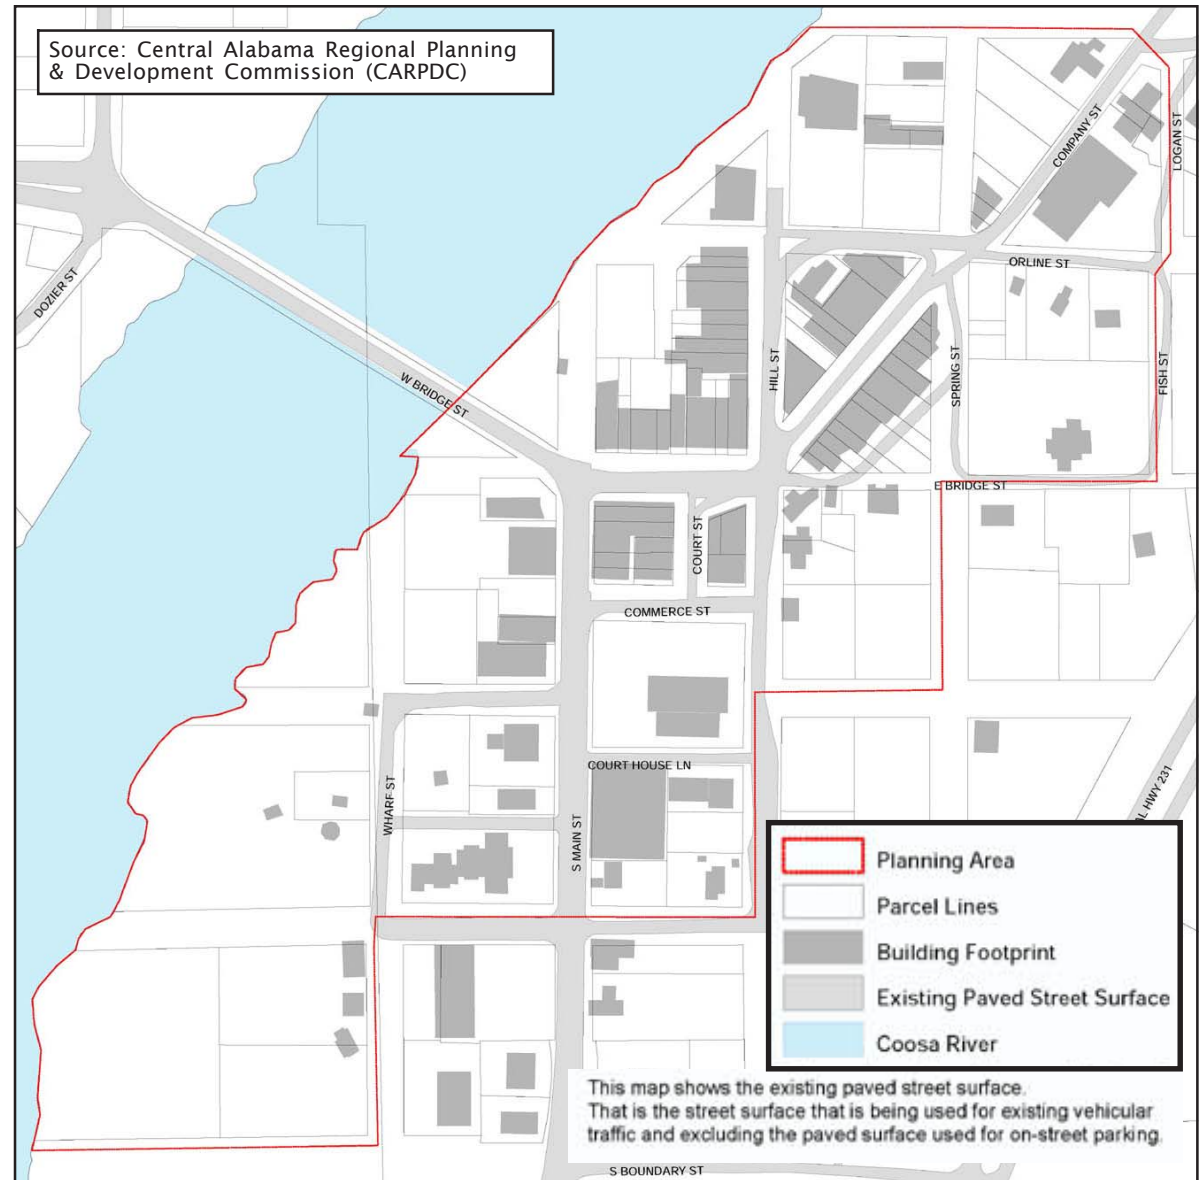 Source: Central Alabama Regional Planning
& Development Commission (CARPDC)
COMPANY ST
LOGAN ST
ORLINE ST
DOZIER ST
W BRIDGE ST
HILL ST
SPRING ST
FISH ST
E BRIDGE ST
COURT ST
COMMERCE ST
COURT HOUSE LN
WHARF ST
S MAIN ST
AL HWY 231
Planning Area
Parcel Lines
Building Footprint
Existing Paved Street Surface
Coosa River
This map shows the existing paved street surface.
That is the street surface that is being used for existing vehicular
traffic and excluding the paved surface used for on-street parking.
S BOUNDARY ST